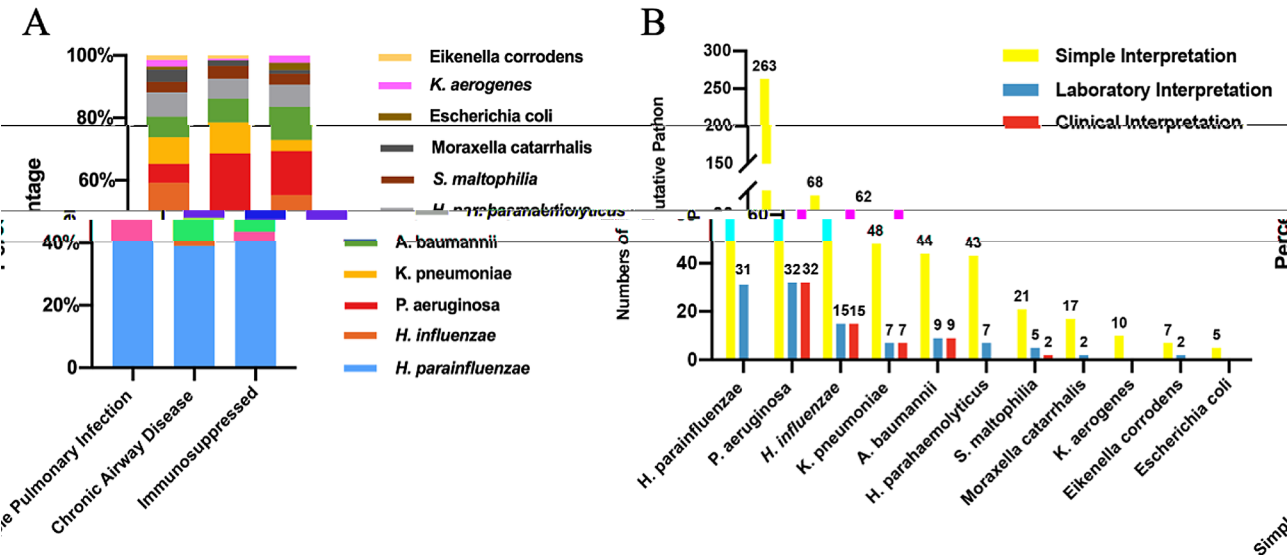 A
100%
80%
60%
40%
20%
0
ntage
Eikenella corrodens
K. aerogenes
Escherichia coli
Moraxella catarrhalis
S. maltophilia
A. baumannii
K. pneumoniae
P. aeruginosa
H. influenzae
H. parainfluenzae
e Pulmonary Infection
Chronic Airway Disease
Immunosuppressed
B
300
250
200
150
60
40
20
0
utative Pathon
Numbers of
Simple Interpretation
Laboratory Interpretation
Clinical Interpretation
263
68
62
31
32 32
15 15
48
7 7
44
9 9
43
7
21
5
2
17
2
10
7
2
5
H. parainfluenzae
P. aeruginosa
H. influenzae
K. pneumoniae
A. baumannii
H. parahaemolyticus
S. maltophilia
Moraxella catarrhalis
K. aerogenes
Eikenella corrodens
Escherichia coli
Perce
Simpl